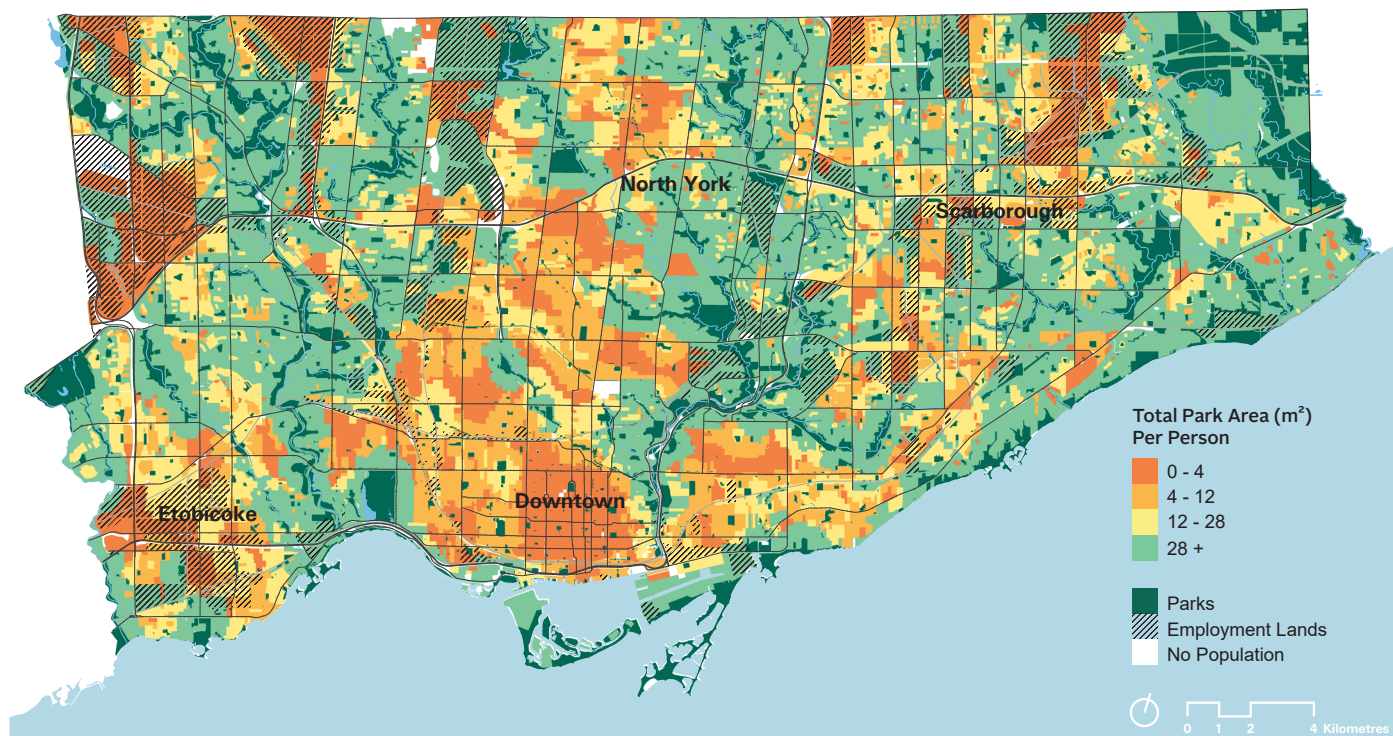 North York
Scarborough
Downtown
Etobicoke
Total Park Area (m²)
Per Person
0 - 4
4 - 12
12 - 28
28 +
Parks
Employment Lands
No Population
0 1 2 4 Kilometres